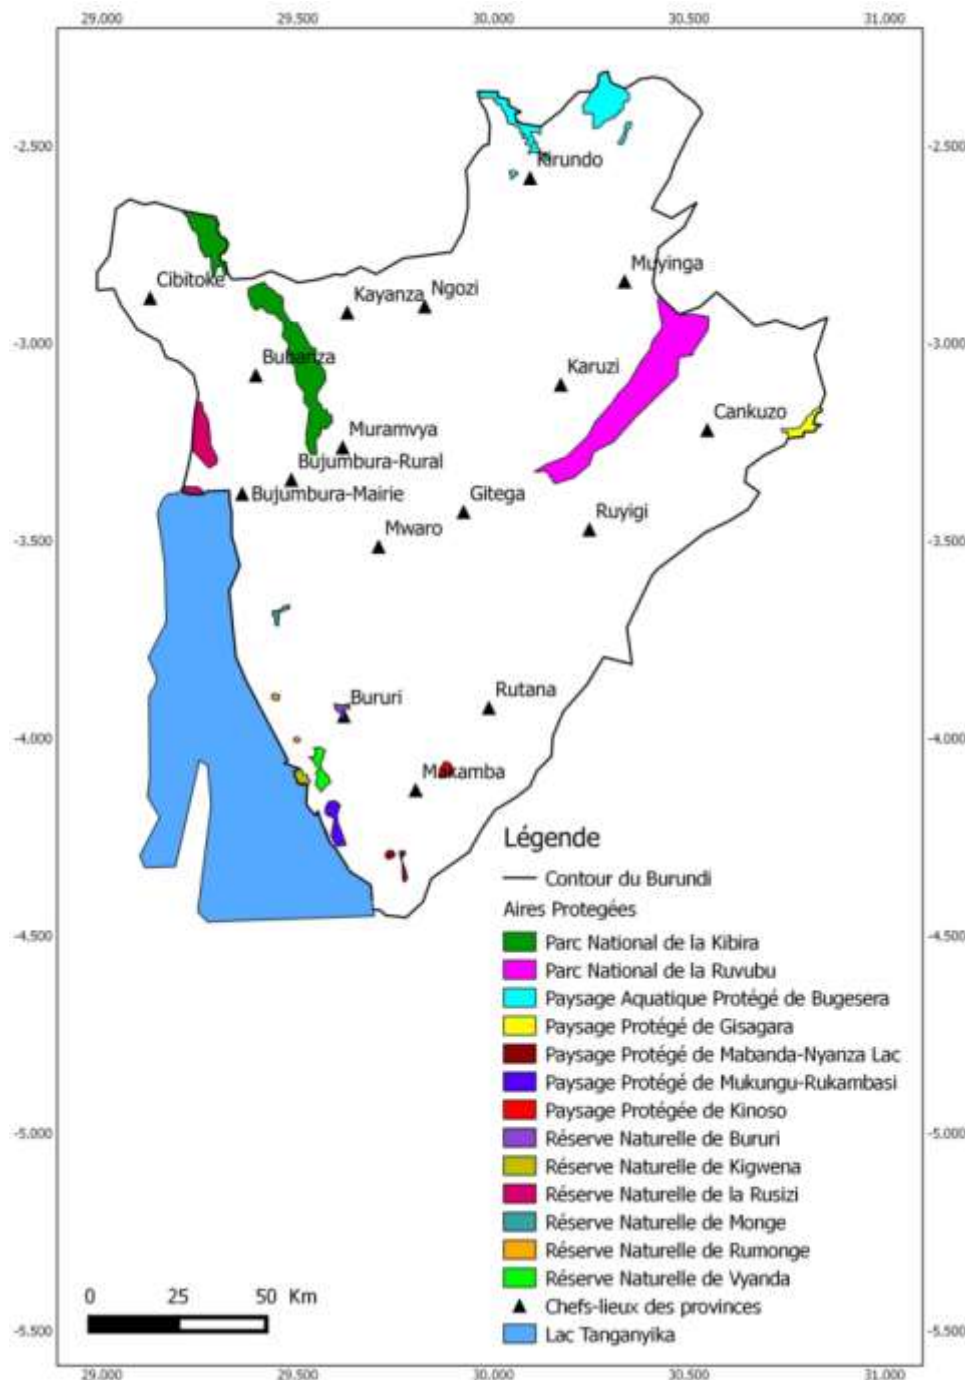 29.000 29.500 30.000 30.500 31.000
-2.500 -2.500
Kirundo
Cibitoke
Kayanza
Ngozi
Muyinga
-3.000 -3.000
Bubanza
Karuzi
Cankuzo
Muramvya
Bujumbura-Rural
Bujumbura-Mairie
Gitega
Ruyigi
Mwaro
-3.500 -3.500
Bururi
Rutana
-4.000 -4.000
Makamba
Légende
Contour du Burundi
Aires Protegées
-4.500 -4.500
Parc National de la Kibira
Parc National de la Ruvubu
Paysage Aquatique Protégé de Bugesera
Paysage Protégé de Gisagara
Paysage Protégé de Mabanda-Nyanza Lac
Paysage Protégé de Mukungu-Rukambasi
Paysage Protégée de Kinoso
-5.000 -5.000
Réserve Naturelle de Bururi
Réserve Naturelle de Kigwena
Réserve Naturelle de la Rusizi
Réserve Naturelle de Monge
Réserve Naturelle de Rumonge
Réserve Naturelle de Vyanda
Chefs-lieux des provinces
Lac Tanganyika
0 25 50 Km
-5.500 -5.500
29.000 29.500 30.000 30.500 31.000